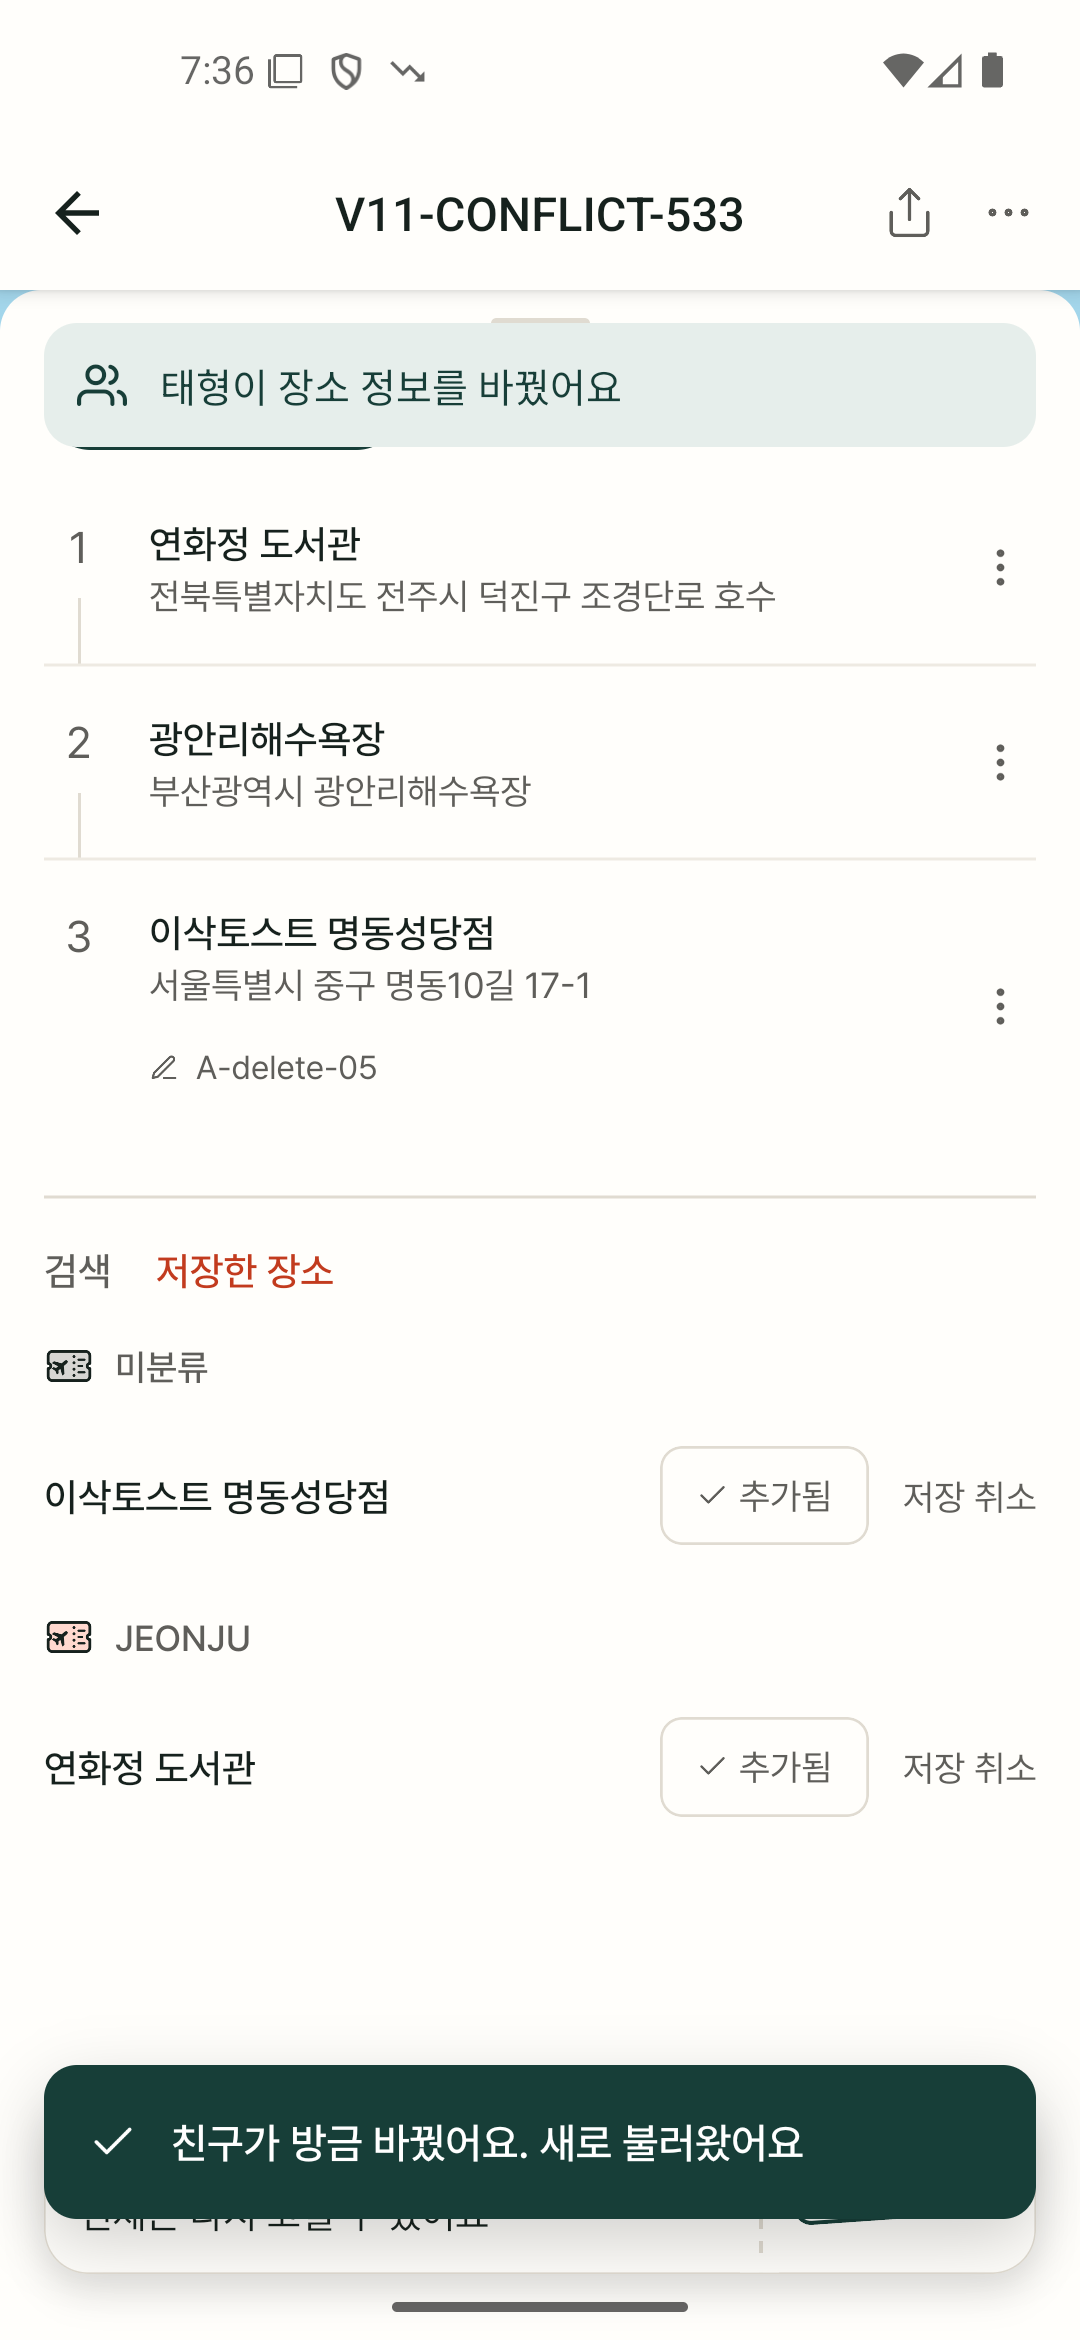 7:36
V11-CONFLICT-533
태형이 장소 정보를 바꿨어요
1
연화정 도서관
전북특별자치도 전주시 덕진구 조경단로 호수
2
광안리해수욕장
부산광역시 광안리해수욕장
3
이삭토스트 명동성당점
서울특별시 중구 명동10길 17-1
A-delete-05
검색 저장한 장소
미분류
이삭토스트 명동성당점 추가됨 저장 취소
JEONJU
연화정 도서관 추가됨 저장 취소
친구가 방금 바꿨어요. 새로 불러왔어요